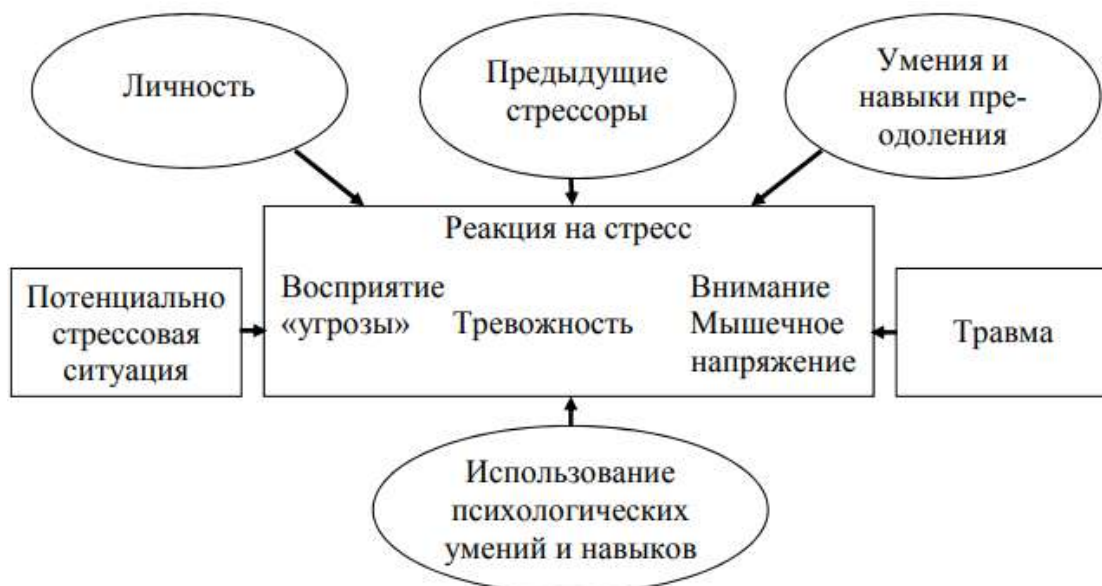 Личность
Предыдущие
стрессоры
Умения и
навыки пре-
одоления
Реакция на стресс
Потенциально
стрессовая
ситуация
Восприятие
«угрозы»
Тревожность
Внимание
Мышечное
напряжение
Травма
Использование
психологических
умений и навыков